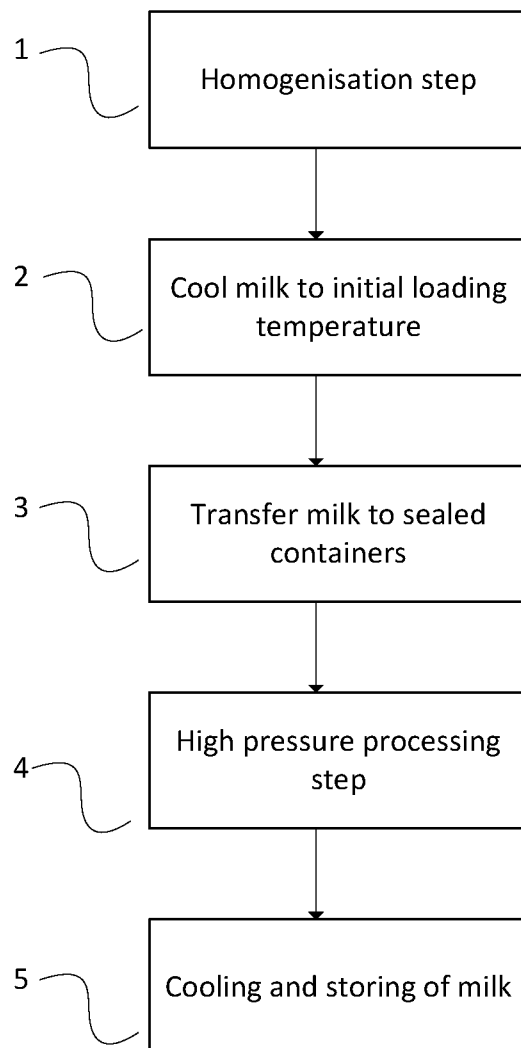 1
Homogenisation step
2
Cool milk to initial loading
temperature
3
Transfer milk to sealed
containers
4
High pressure processing
step
5
Cooling and storing of milk